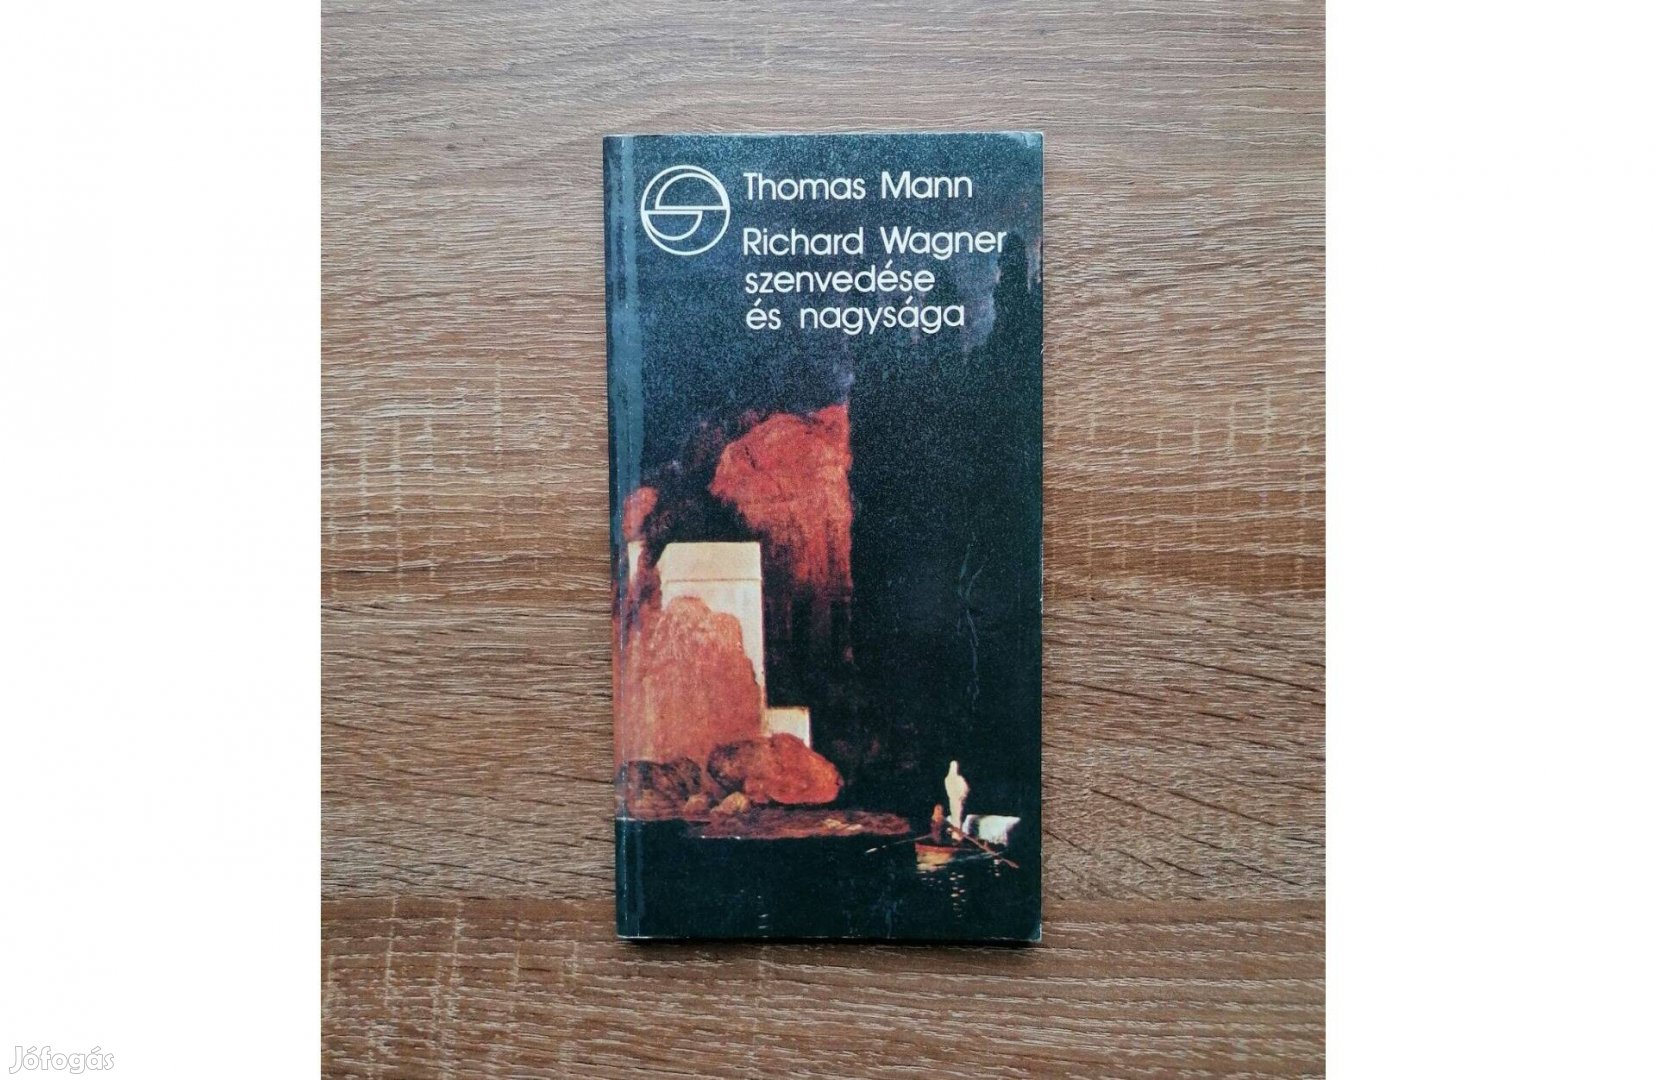 Thomas Mann
Richard Wagner
szenvedése
és nagysága
Jófogás